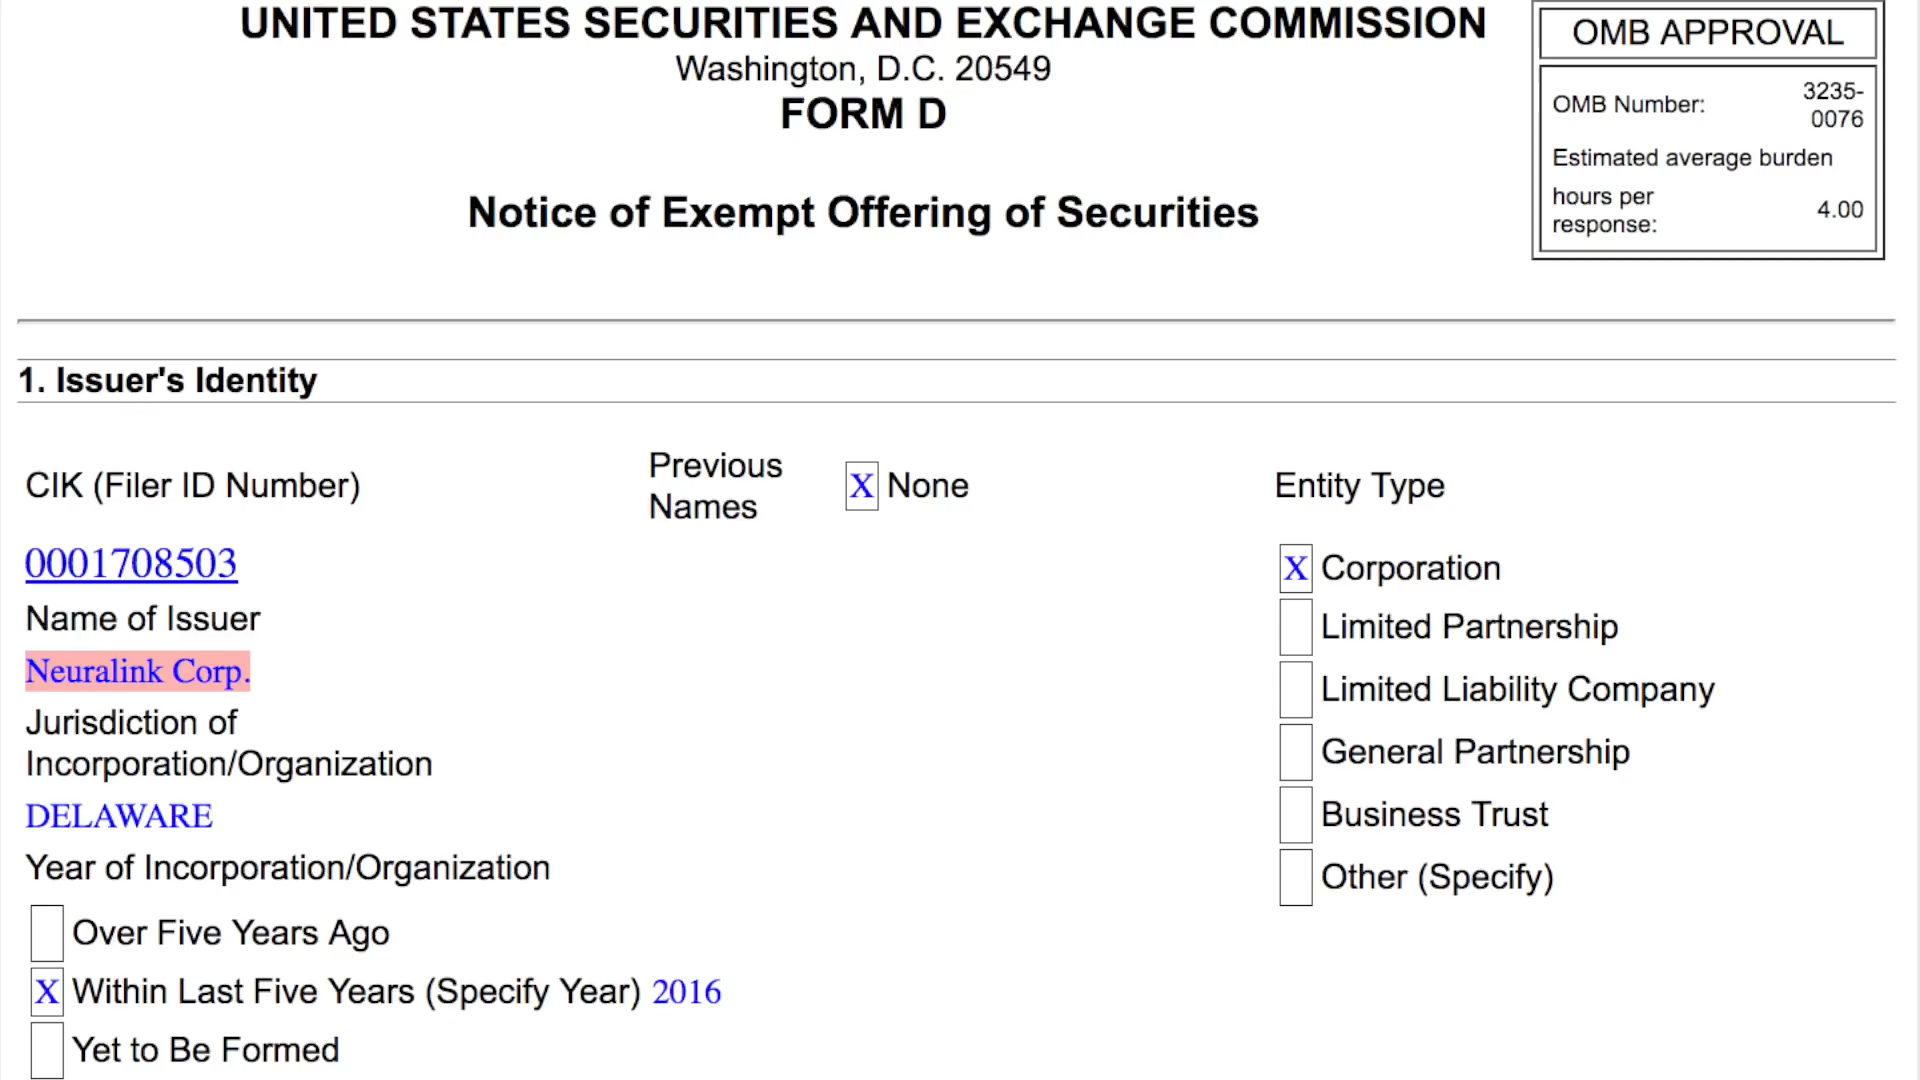 UNITED STATES SECURITIES AND EXCHANGE COMMISSION
Washington, D.C. 20549
FORM D
Notice of Exempt Offering of Securities
OMB APPROVAL
OMB Number: 3235-
0076
Estimated average burden
hours per
response: 4.00
1. Issuer's Identity
CIK (Filer ID Number)
Previous
Names
X None
Entity Type
0001708503
Name of Issuer
Neuralink Corp.
Jurisdiction of
Incorporation/Organization
DELAWARE
Year of Incorporation/Organization
Over Five Years Ago
X Within Last Five Years (Specify Year) 2016
Yet to Be Formed
X Corporation
Limited Partnership
Limited Liability Company
General Partnership
Business Trust
Other (Specify)